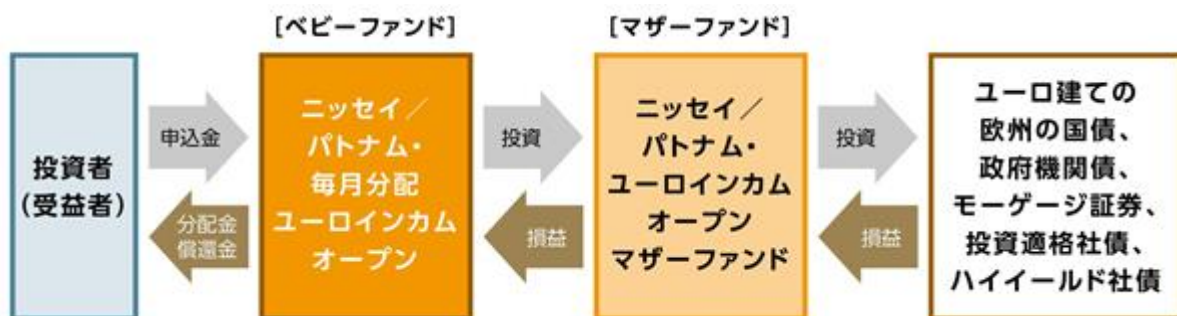 [ベビーファンド]
[マザーファンド]
投資者
(受益者)
申込金
分配金
償還金
ニッセイ／
パトナム・
毎月分配
ユーロインカム
オープン
投資
損益
ニッセイ／
パトナム・
ユーロインカム
オープン
マザーファンド
投資
損益
ユーロ建ての
欧州の国債、
政府機関債、
モーゲージ証券、
投資適格社債、
ハイイールド社債